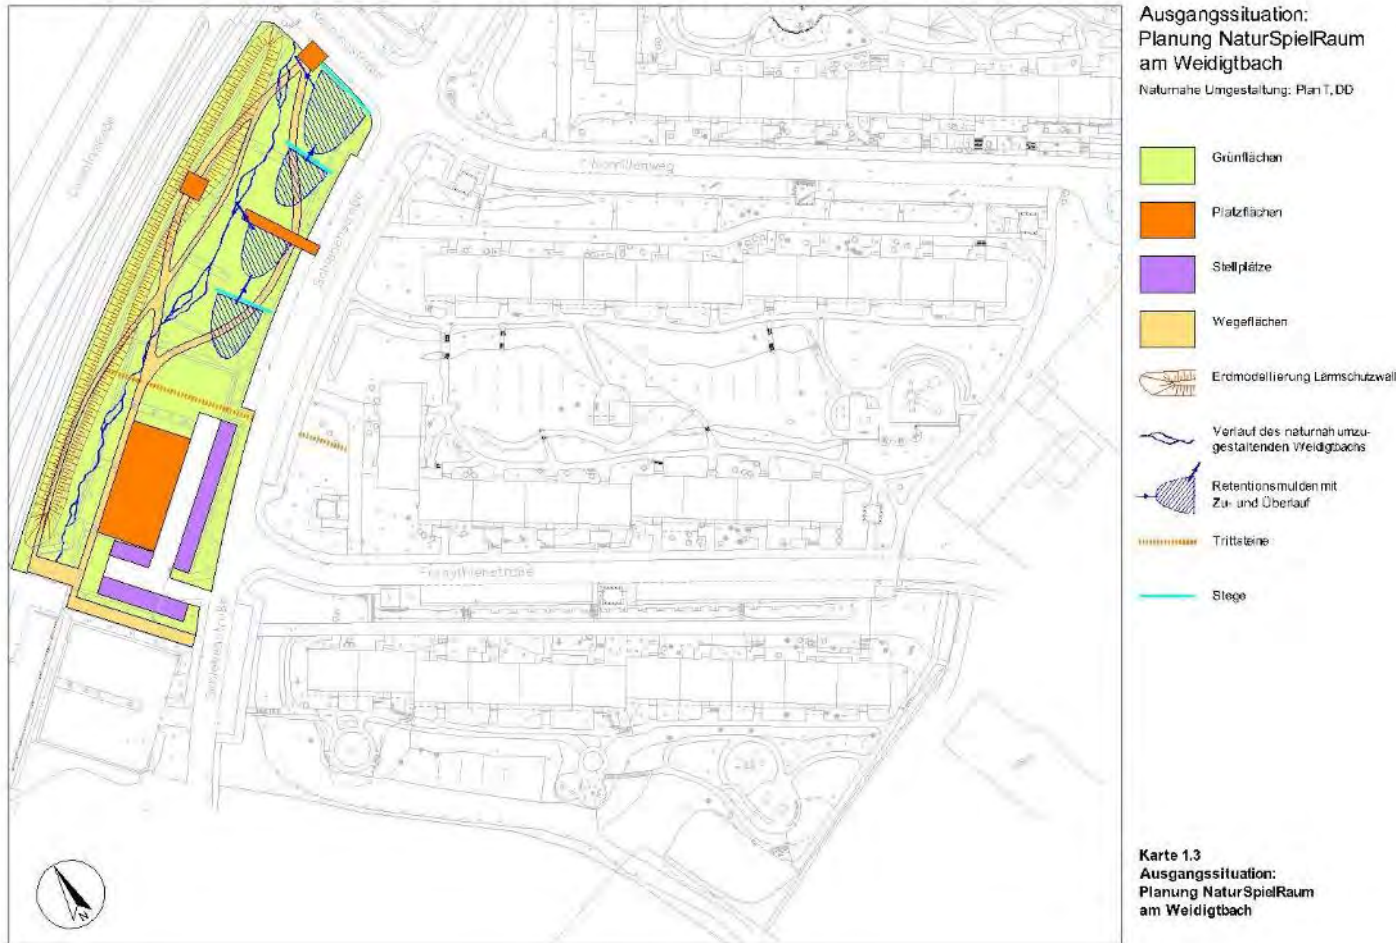 Ausgangssituation:
Planung NaturSpielRaum
am Weidigtbach
Naturnahe Umgestaltung: Plan T, DD
Grünflächen
Platzflächen
Stellplätze
Wegeflächen
Erdmodellierung Lärmschutzwall
Verlauf des naturnah umzu-
gestaltenden Weidigtbachs
Retentionsmulden mit
Zu- und Überlauf
Trittsteine
Stege
Forsythienstraße
N
Karte 1.3
Ausgangssituation:
Planung NaturSpielRaum
am Weidigtbach